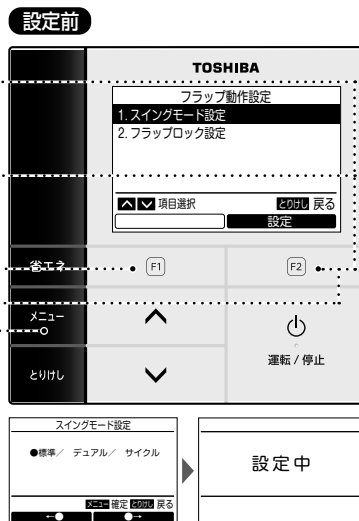 設定前
TOSHIBA
フラップ動作設定
1. スイングモード設定
2. フラップロック設定
項目選択 とりけし 戻る
設定
省エネ F1 F2
メニュー
運転 / 停止
とりけし
スイングモード設定
●標準／ デュアル／ サイクル
メニュー 確定 とりけし 戻る
←● ●→
設定中